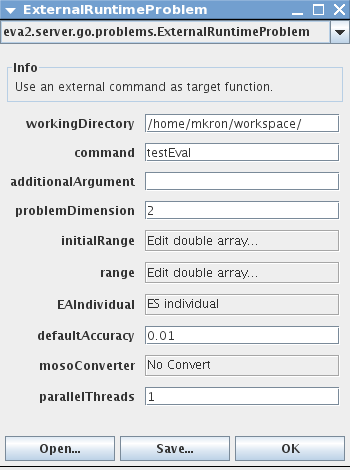 ExternalRuntimeProblem
eva2.server.go.problems.ExternalRuntimeProblem
Info
Use an external command as target function.
workingDirectory /home/mkron/workspace/
command testEval
additionalArgument
problemDimension 2
initialRange Edit double array...
range Edit double array...
EAIndividual ES individual
defaultAccuracy 0.01
mosoConverter No Convert
parallelThreads 1
Open... Save... OK